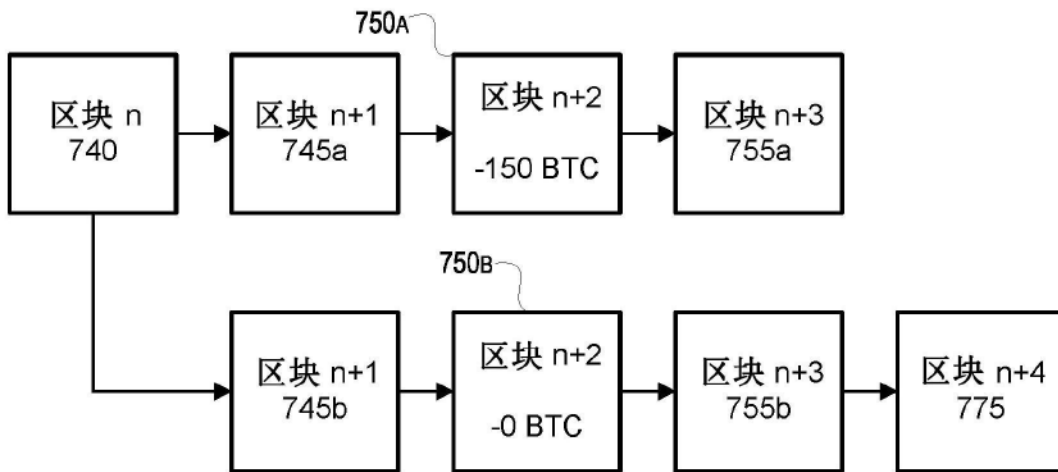 750A
区块 n
740
区块 n+1
745a
区块 n+2
-150 BTC
区块 n+3
755a
750B
区块 n+1
745b
区块 n+2
-0 BTC
区块 n+3
755b
区块 n+4
775